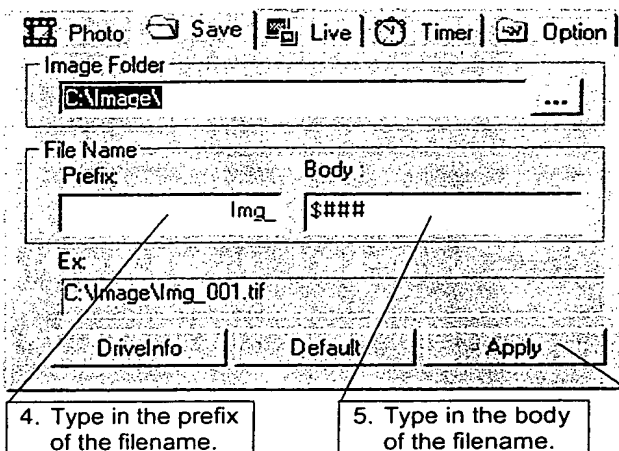 Photo Save Live Timer Option
Image Folder
C:\Image\ ...
File Name
Prefix: Body :
Img_ $###
Ex:
C:\Image\Img_001.tif
DriveInfo Default Apply
4. Type in the prefix 5. Type in the body
of the filename. of the filename.